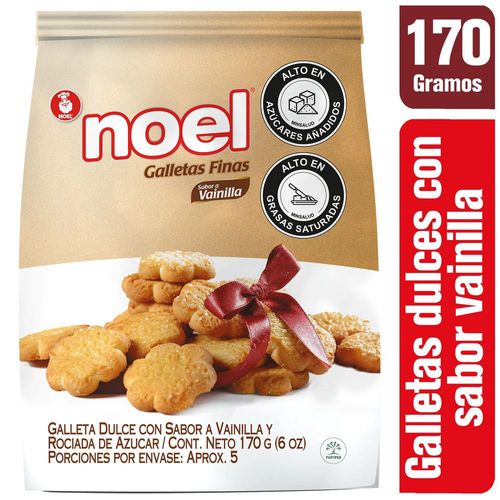 NOEL
noel
Galletas Finas
Sabor a
Vainilla
ALTO EN
AZÚCARES AÑADIDOS
MINSALUD
ALTO EN
GRASAS SATURADAS
MINSALUD
GALLETA DULCE CON SABOR A VAINILLA Y
ROCIADA DE AZUCAR / CONT. NETO 170 g (6 oz)
PORCIONES POR ENVASE: APROX. 5
nutresa
170
Gramos
Galletas dulces con
sabor vainilla